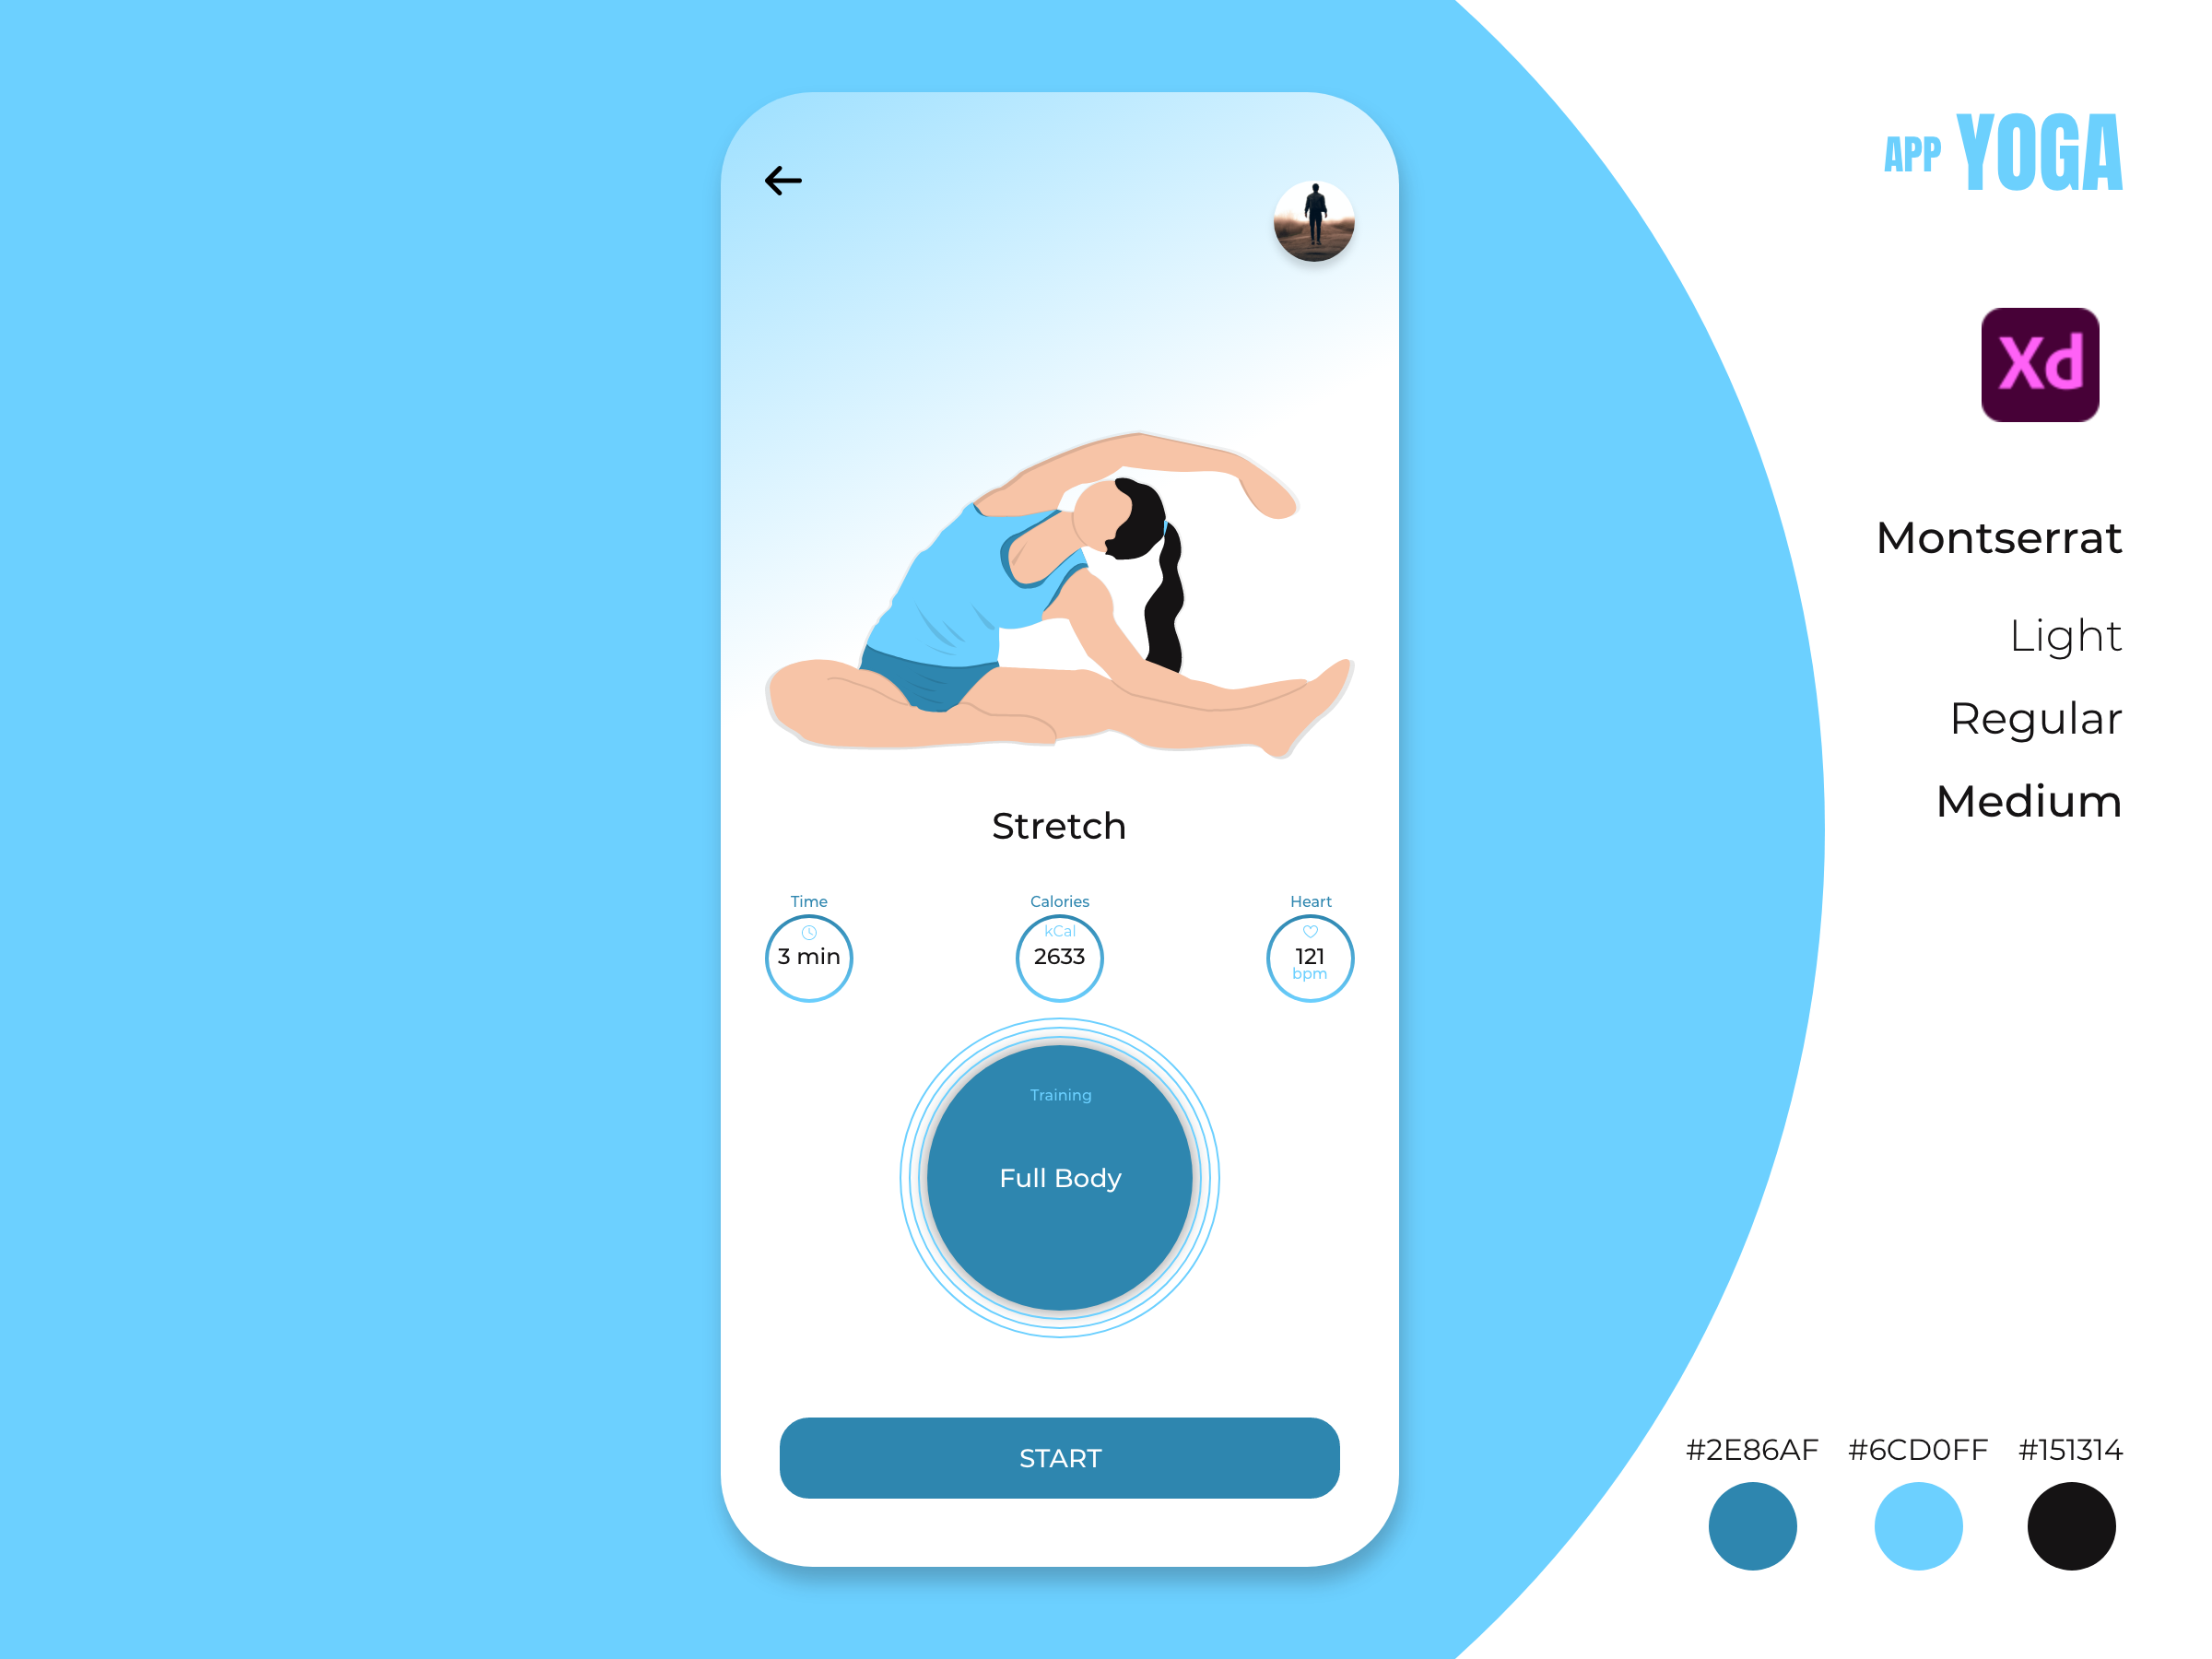 APP YOGA
Xd
Montserrat
Light
Regular
Medium
Stretch
Time
3 min
Calories
kCal
2633
Heart
121
bpm
Training
Full Body
START
#2E86AF #6CD0FF #151314